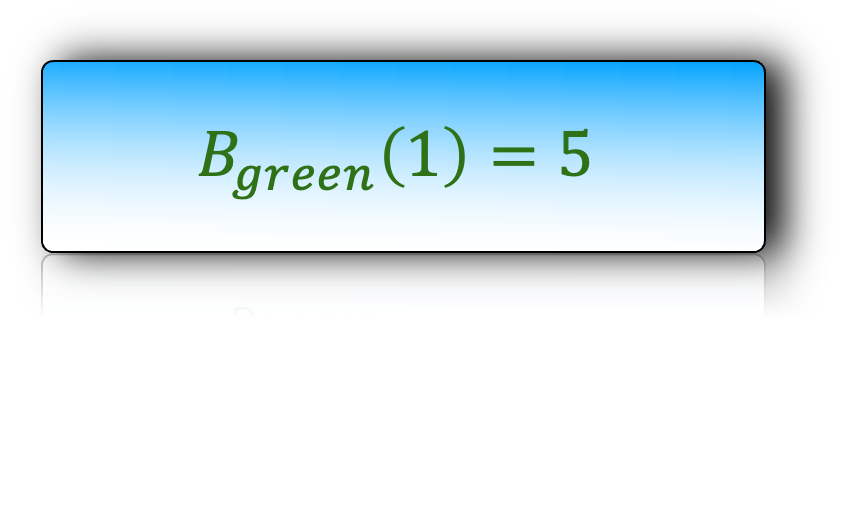 B_green(1) = 5